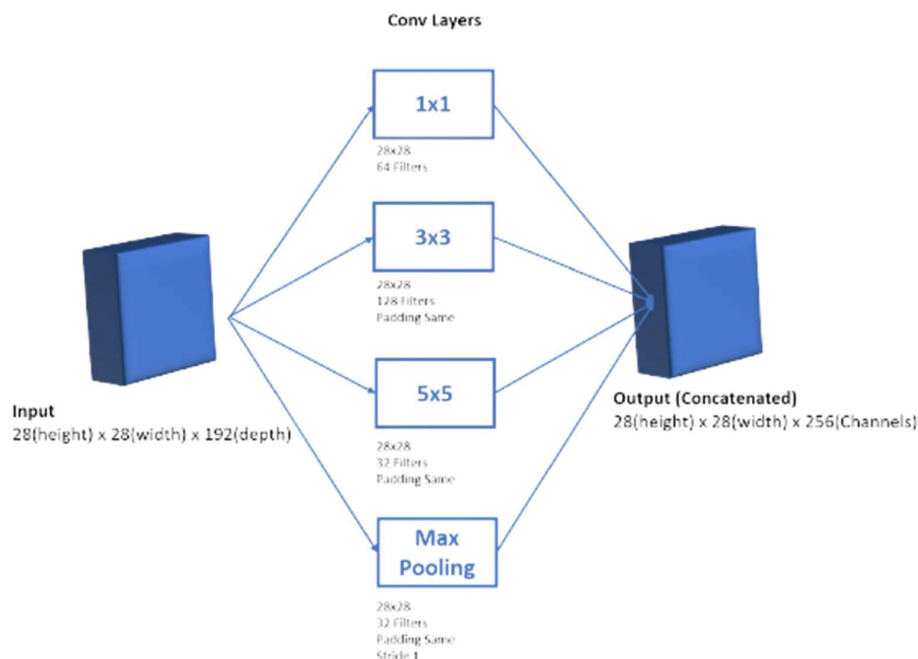 Conv Layers
1x1
28x28
64 Filters
3x3
28x28
128 Filters
Padding Same
5x5
28x28
32 Filters
Padding Same
Max
Pooling
28x28
32 Filters
Padding Same
Stride 1
Input
28(height) x 28(width) x 192(depth)
Output (Concatenated)
28(height) x 28(width) x 256(Channels)